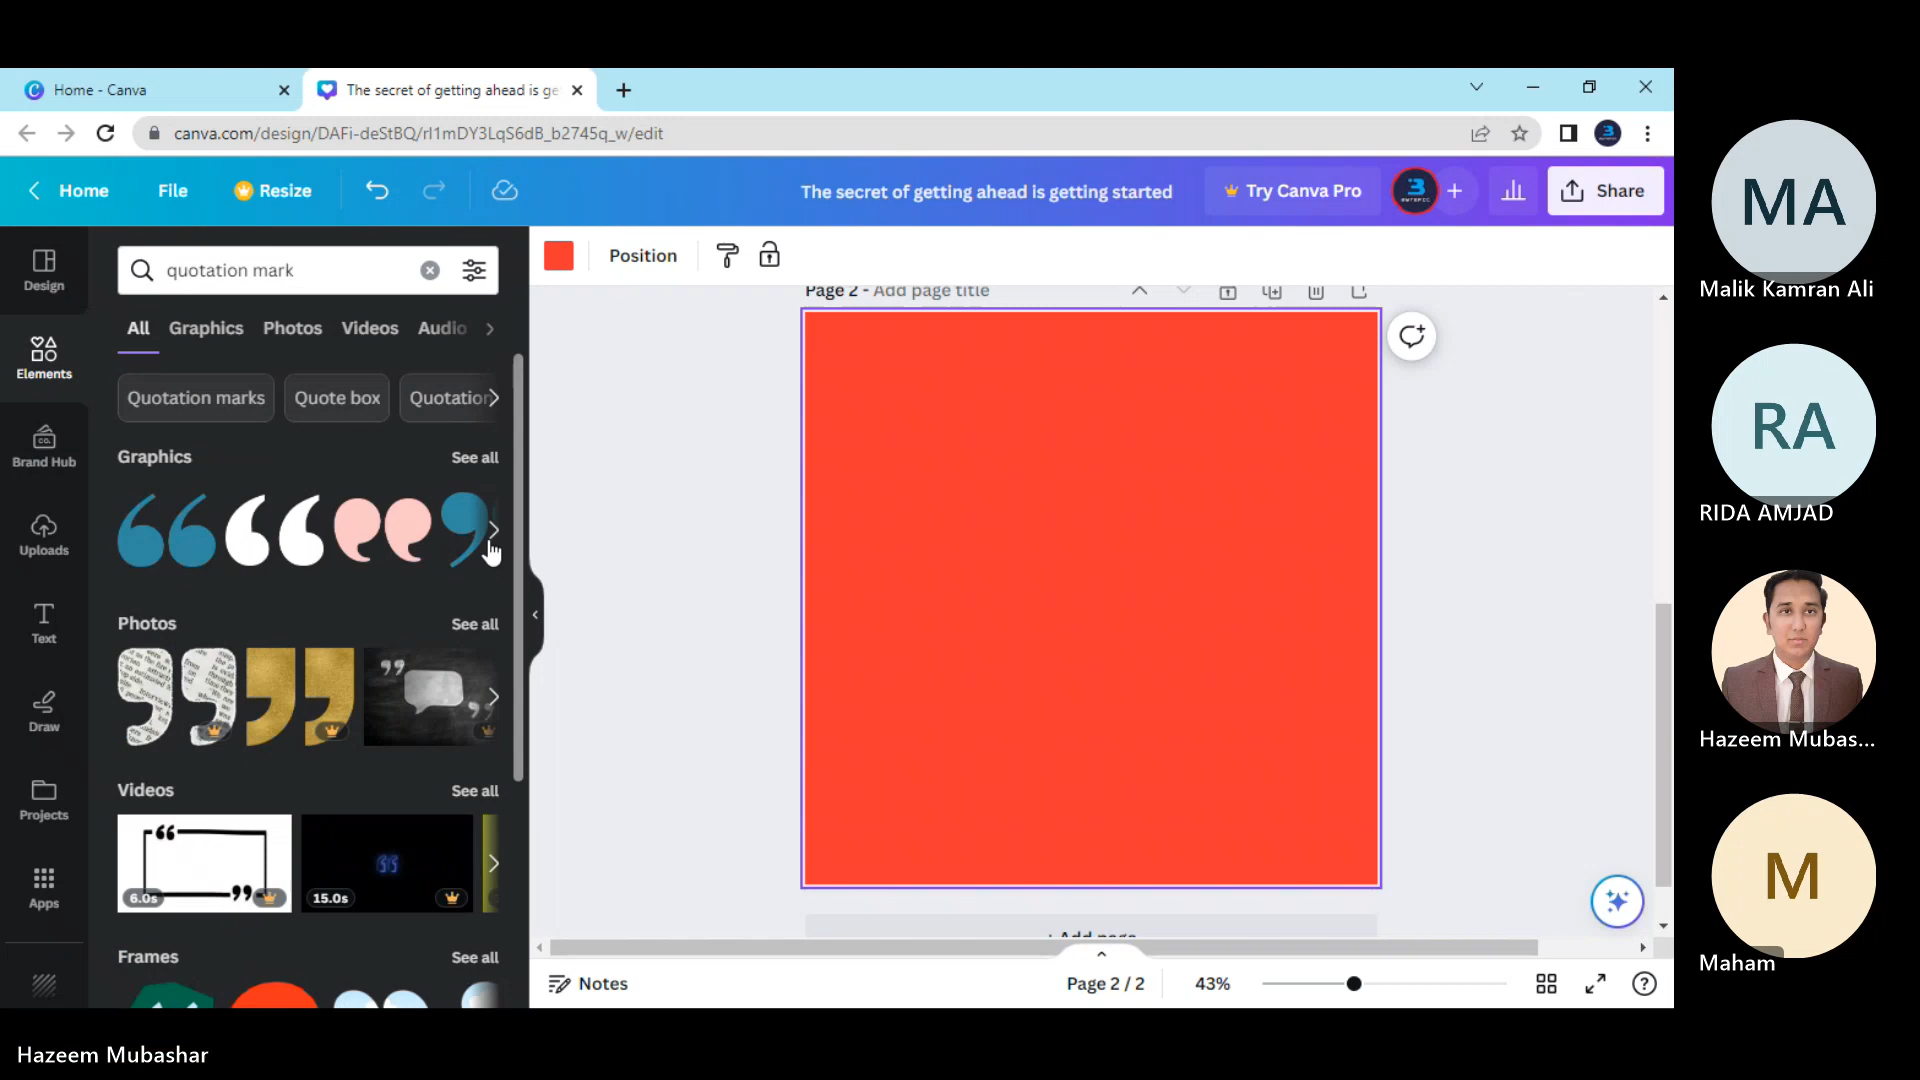 Home - Canva
The secret of getting ahead is ge
canva.com/design/DAFi-deStBQ/rI1mDY3LqS6dB_b2745q_w/edit
Home
File
Resize
The secret of getting ahead is getting started
Try Canva Pro
Share
Design
Elements
Brand Hub
Uploads
Text
Draw
Projects
Apps
quotation mark
All
Graphics
Photos
Videos
Audio
Quotation marks
Quote box
Quotation
Graphics
See all
Photos
See all
Videos
See all
6.0s
15.0s
Frames
See all
Position
Page 2 - Add page title
+ Add page
Notes
Page 2 / 2
43%
MA
Malik Kamran Ali
RA
RIDA AMJAD
Hazeem Mubas...
M
Maham
Hazeem Mubashar